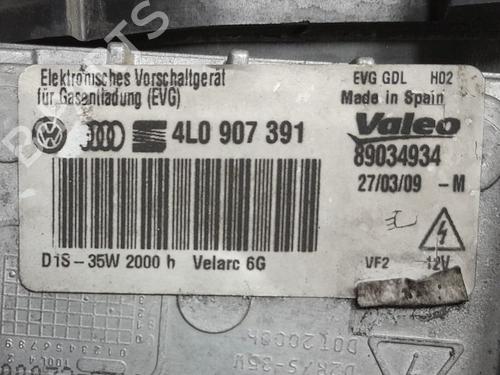 Elektronisches Vorschaltgerät
für Gasentladung (EVG)
EVG GDL H02
Made in Spain
4L0 907 391
Valeo
89034934
27/03/09 -M
D1S-35W 2000 h Velarc 6G
VF2 12V